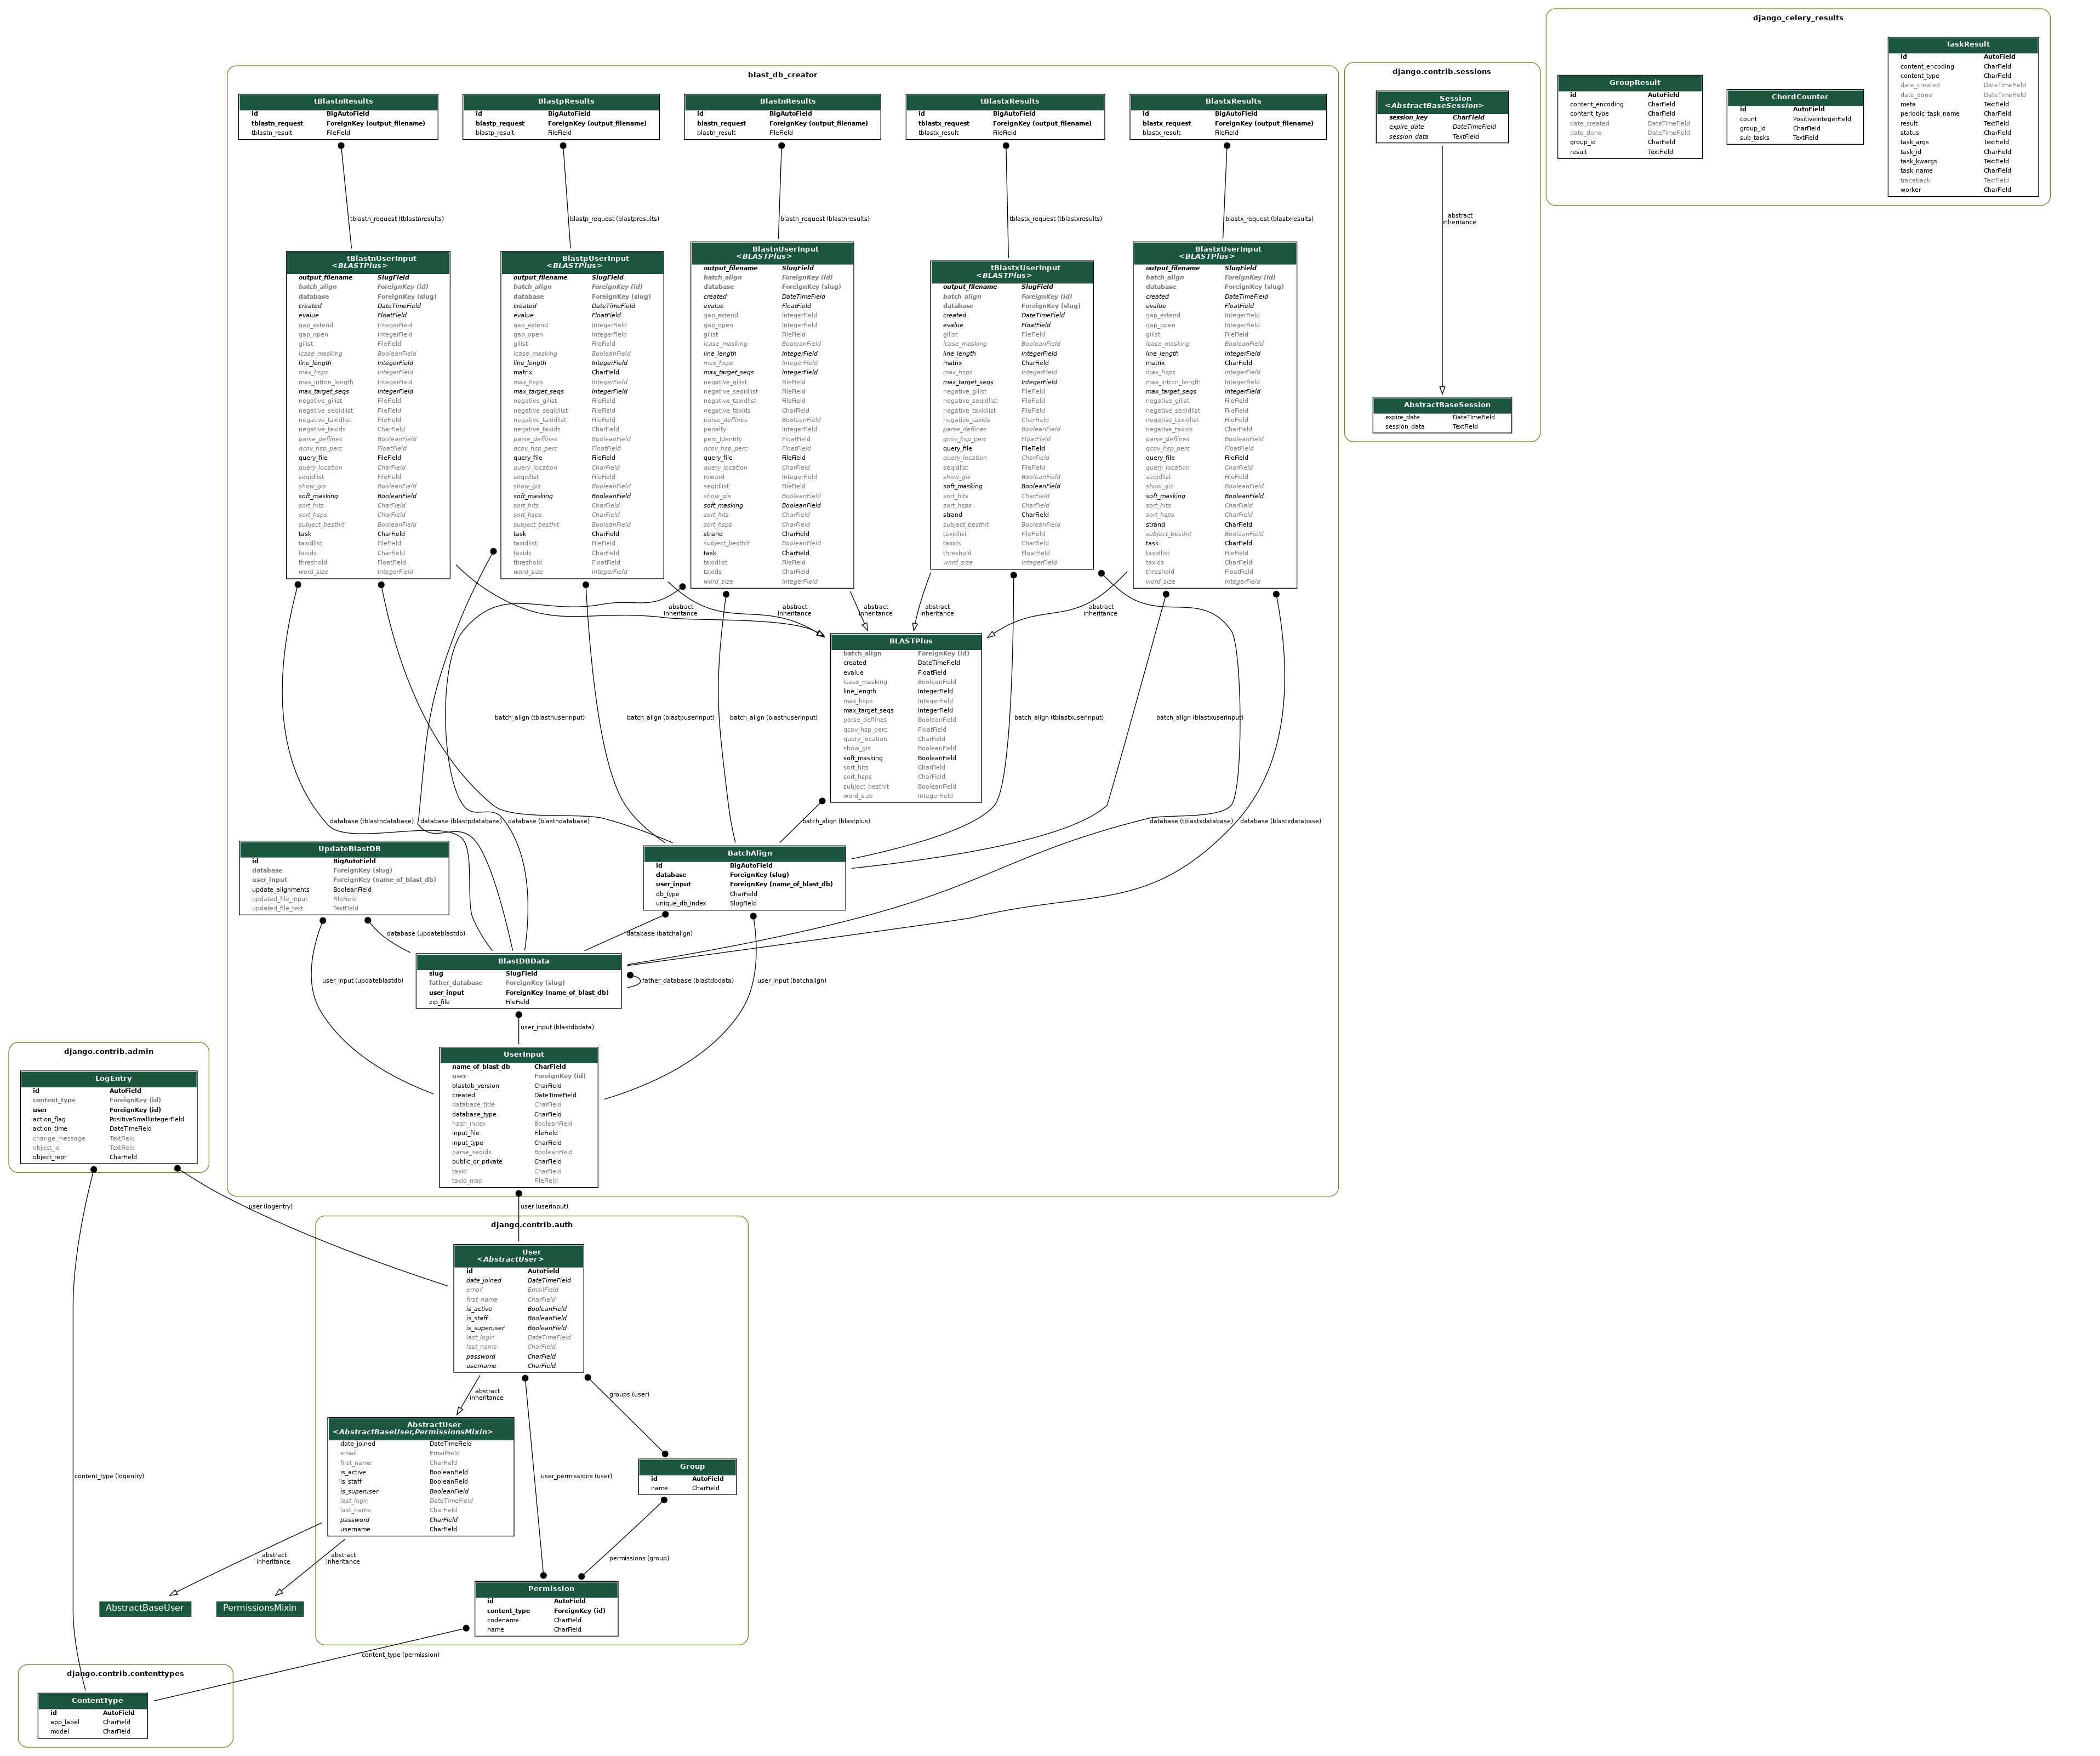 django_celery_results
TaskResult
id AutoField
content_encoding CharField
content_type CharField
date_created DateTimeField
date_done DateTimeField
meta TextField
periodic_task_name CharField
result TextField
status CharField
task_args TextField
task_id CharField
task_kwargs TextField
task_name CharField
traceback TextField
worker CharField
GroupResult
id AutoField
content_encoding CharField
content_type CharField
date_created DateTimeField
date_done DateTimeField
group_id CharField
result TextField
ChordCounter
id AutoField
count PositiveIntegerField
group_id CharField
sub_tasks TextField
django.contrib.sessions
Session
<AbstractBaseSession>
session_key CharField
expire_date DateTimeField
session_data TextField
abstract
inheritance
AbstractBaseSession
expire_date DateTimeField
session_data TextField
blast_db_creator
tBlastnResults
id BigAutoField
tblastn_request ForeignKey (output_filename)
tblastn_result FileField
BlastpResults
id BigAutoField
blastp_request ForeignKey (output_filename)
blastp_result FileField
BlastnResults
id BigAutoField
blastn_request ForeignKey (output_filename)
blastn_result FileField
tBlastxResults
id BigAutoField
tblastx_request ForeignKey (output_filename)
tblastx_result FileField
BlastxResults
id BigAutoField
blastx_request ForeignKey (output_filename)
blastx_result FileField
tblastn_request (tblastnresults)
blastp_request (blastpresults)
blastn_request (blastnresults)
tblastx_request (tblastxresults)
blastx_request (blastxresults)
tBlastnUserInput
<BLASTPlus>
output_filename SlugField
batch_align ForeignKey (id)
database ForeignKey (slug)
created DateTimeField
evalue FloatField
gap_extend IntegerField
gap_open IntegerField
gilist FileField
lcase_masking BooleanField
line_length IntegerField
max_hsps IntegerField
max_intron_length IntegerField
max_target_seqs IntegerField
negative_gilist FileField
negative_seqidlist FileField
negative_taxidlist FileField
negative_taxids CharField
parse_deflines BooleanField
qcov_hsp_perc FloatField
query_file FileField
query_location CharField
seqidlist FileField
show_gis BooleanField
soft_masking BooleanField
sort_hits CharField
sort_hsps CharField
subject_besthit BooleanField
task CharField
taxidlist FileField
taxids CharField
threshold FloatField
word_size IntegerField
BlastpUserInput
<BLASTPlus>
output_filename SlugField
batch_align ForeignKey (id)
database ForeignKey (slug)
created DateTimeField
evalue FloatField
gap_extend IntegerField
gap_open IntegerField
gilist FileField
lcase_masking BooleanField
line_length IntegerField
matrix CharField
max_hsps IntegerField
max_target_seqs IntegerField
negative_gilist FileField
negative_seqidlist FileField
negative_taxidlist FileField
negative_taxids CharField
parse_deflines BooleanField
qcov_hsp_perc FloatField
query_file FileField
query_location CharField
seqidlist FileField
show_gis BooleanField
soft_masking BooleanField
sort_hits CharField
sort_hsps CharField
subject_besthit BooleanField
task CharField
taxidlist FileField
taxids CharField
threshold FloatField
word_size IntegerField
BlastnUserInput
<BLASTPlus>
output_filename SlugField
batch_align ForeignKey (id)
database ForeignKey (slug)
created DateTimeField
evalue FloatField
gap_extend IntegerField
gap_open IntegerField
gilist FileField
lcase_masking BooleanField
line_length IntegerField
max_hsps IntegerField
max_target_seqs IntegerField
negative_gilist FileField
negative_seqidlist FileField
negative_taxidlist FileField
negative_taxids CharField
parse_deflines BooleanField
penalty IntegerField
perc_identity FloatField
qcov_hsp_perc FloatField
query_file FileField
query_location CharField
reward IntegerField
seqidlist FileField
show_gis BooleanField
soft_masking BooleanField
sort_hits CharField
sort_hsps CharField
strand CharField
subject_besthit BooleanField
task CharField
taxidlist FileField
taxids CharField
word_size IntegerField
tBlastxUserInput
<BLASTPlus>
output_filename SlugField
batch_align ForeignKey (id)
database ForeignKey (slug)
created DateTimeField
evalue FloatField
gilist FileField
lcase_masking BooleanField
line_length IntegerField
matrix CharField
max_hsps IntegerField
max_target_seqs IntegerField
negative_gilist FileField
negative_seqidlist FileField
negative_taxidlist FileField
negative_taxids CharField
parse_deflines BooleanField
qcov_hsp_perc FloatField
query_file FileField
query_location CharField
seqidlist FileField
show_gis BooleanField
soft_masking BooleanField
sort_hits CharField
sort_hsps CharField
strand CharField
subject_besthit BooleanField
taxidlist FileField
taxids CharField
threshold FloatField
word_size IntegerField
BlastxUserInput
<BLASTPlus>
output_filename SlugField
batch_align ForeignKey (id)
database ForeignKey (slug)
created DateTimeField
evalue FloatField
gap_extend IntegerField
gap_open IntegerField
gilist FileField
lcase_masking BooleanField
line_length IntegerField
matrix CharField
max_hsps IntegerField
max_intron_length IntegerField
max_target_seqs IntegerField
negative_gilist FileField
negative_seqidlist FileField
negative_taxidlist FileField
negative_taxids CharField
parse_deflines BooleanField
qcov_hsp_perc FloatField
query_file FileField
query_location CharField
seqidlist FileField
show_gis BooleanField
soft_masking BooleanField
sort_hits CharField
sort_hsps CharField
strand CharField
subject_besthit BooleanField
task CharField
taxidlist FileField
taxids CharField
threshold FloatField
word_size IntegerField
abstract
inheritance
abstract
inheritance
abstract
inheritance
abstract
inheritance
abstract
inheritance
BLASTPlus
batch_align ForeignKey (id)
created DateTimeField
evalue FloatField
lcase_masking BooleanField
line_length IntegerField
max_hsps IntegerField
max_target_seqs IntegerField
parse_deflines BooleanField
qcov_hsp_perc FloatField
query_location CharField
show_gis BooleanField
soft_masking BooleanField
sort_hits CharField
sort_hsps CharField
subject_besthit BooleanField
word_size IntegerField
batch_align (tblastnuserinput)
batch_align (blastpuserinput)
batch_align (blastnuserinput)
batch_align (tblastxuserinput)
batch_align (blastxuserinput)
database (tblastndatabase)
database (blastpdatabase)
database (blastndatabase)
batch_align (blastplus)
database (tblastxdatabase)
database (blastxdatabase)
UpdateBlastDB
id BigAutoField
database ForeignKey (slug)
user_input ForeignKey (name_of_blast_db)
update_alignments BooleanField
updated_file_input FileField
updated_file_text TextField
BatchAlign
id BigAutoField
database ForeignKey (slug)
user_input ForeignKey (name_of_blast_db)
db_type CharField
unique_db_index SlugField
database (updateblastdb)
database (batchalign)
BlastDBData
slug SlugField
father_database ForeignKey (slug)
user_input ForeignKey (name_of_blast_db)
zip_file FileField
user_input (updateblastdb)
father_database (blastdbdata)
user_input (batchalign)
user_input (blastdbdata)
UserInput
name_of_blast_db CharField
user ForeignKey (id)
blastdb_version CharField
created DateTimeField
database_title CharField
database_type CharField
hash_index BooleanField
input_file FileField
input_type CharField
parse_seqids BooleanField
public_or_private CharField
taxid CharField
taxid_map FileField
django.contrib.admin
LogEntry
id AutoField
content_type ForeignKey (id)
user ForeignKey (id)
action_flag PositiveSmallIntegerField
action_time DateTimeField
change_message TextField
object_id TextField
object_repr CharField
user (logentry)
user (userinput)
django.contrib.auth
User
<AbstractUser>
id AutoField
date_joined DateTimeField
email EmailField
first_name CharField
is_active BooleanField
is_staff BooleanField
is_superuser BooleanField
last_login DateTimeField
last_name CharField
password CharField
username CharField
abstract
inheritance
groups (user)
AbstractUser
<AbstractBaseUser,PermissionsMixin>
date_joined DateTimeField
email EmailField
first_name CharField
is_active BooleanField
is_staff BooleanField
is_superuser BooleanField
last_login DateTimeField
last_name CharField
password CharField
username CharField
content_type (logentry)
user_permissions (user)
Group
id AutoField
name CharField
abstract
inheritance
abstract
inheritance
permissions (group)
AbstractBaseUser
PermissionsMixin
Permission
id AutoField
content_type ForeignKey (id)
codename CharField
name CharField
content_type (permission)
django.contrib.contenttypes
ContentType
id AutoField
app_label CharField
model CharField